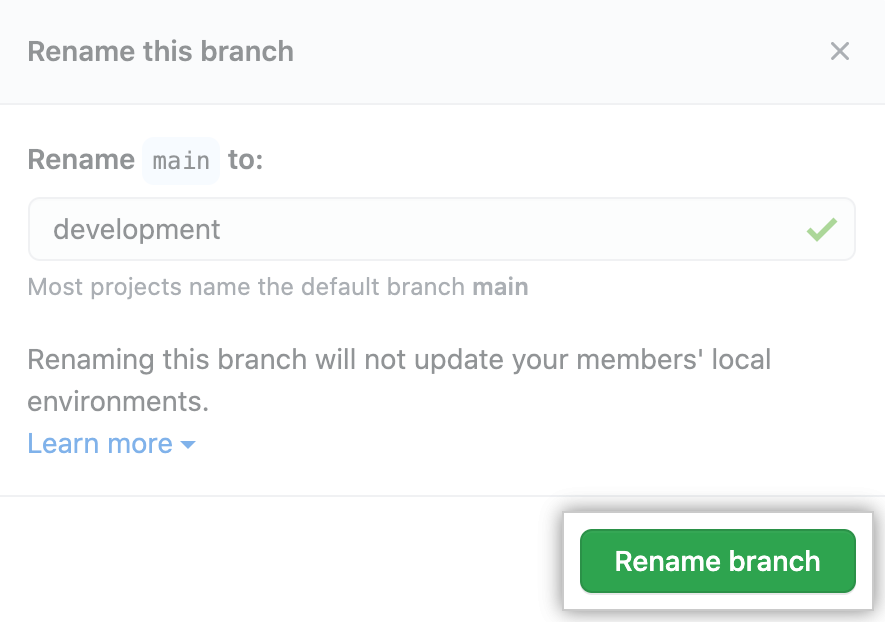 Rename this branch
Rename main to:
development
Most projects name the default branch main
Renaming this branch will not update your members' local
environments.
Learn more
Rename branch